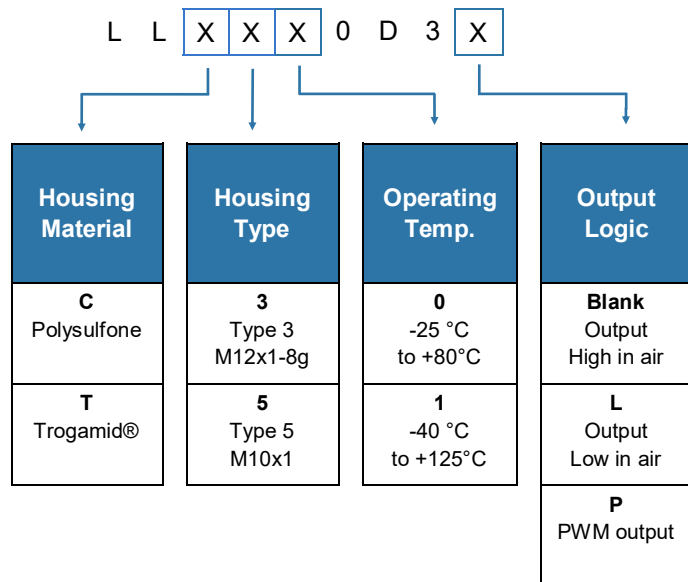 L L X X X 0 D 3 X
Housing
Material
C
Polysulfone
T
Trogamid®
Housing
Type
3
Type 3
M12x1-8g
5
Type 5
M10x1
Operating
Temp.
0
-25 °C
to +80°C
1
-40 °C
to +125°C
Output
Logic
Blank
Output
High in air
L
Output
Low in air
P
PWM output